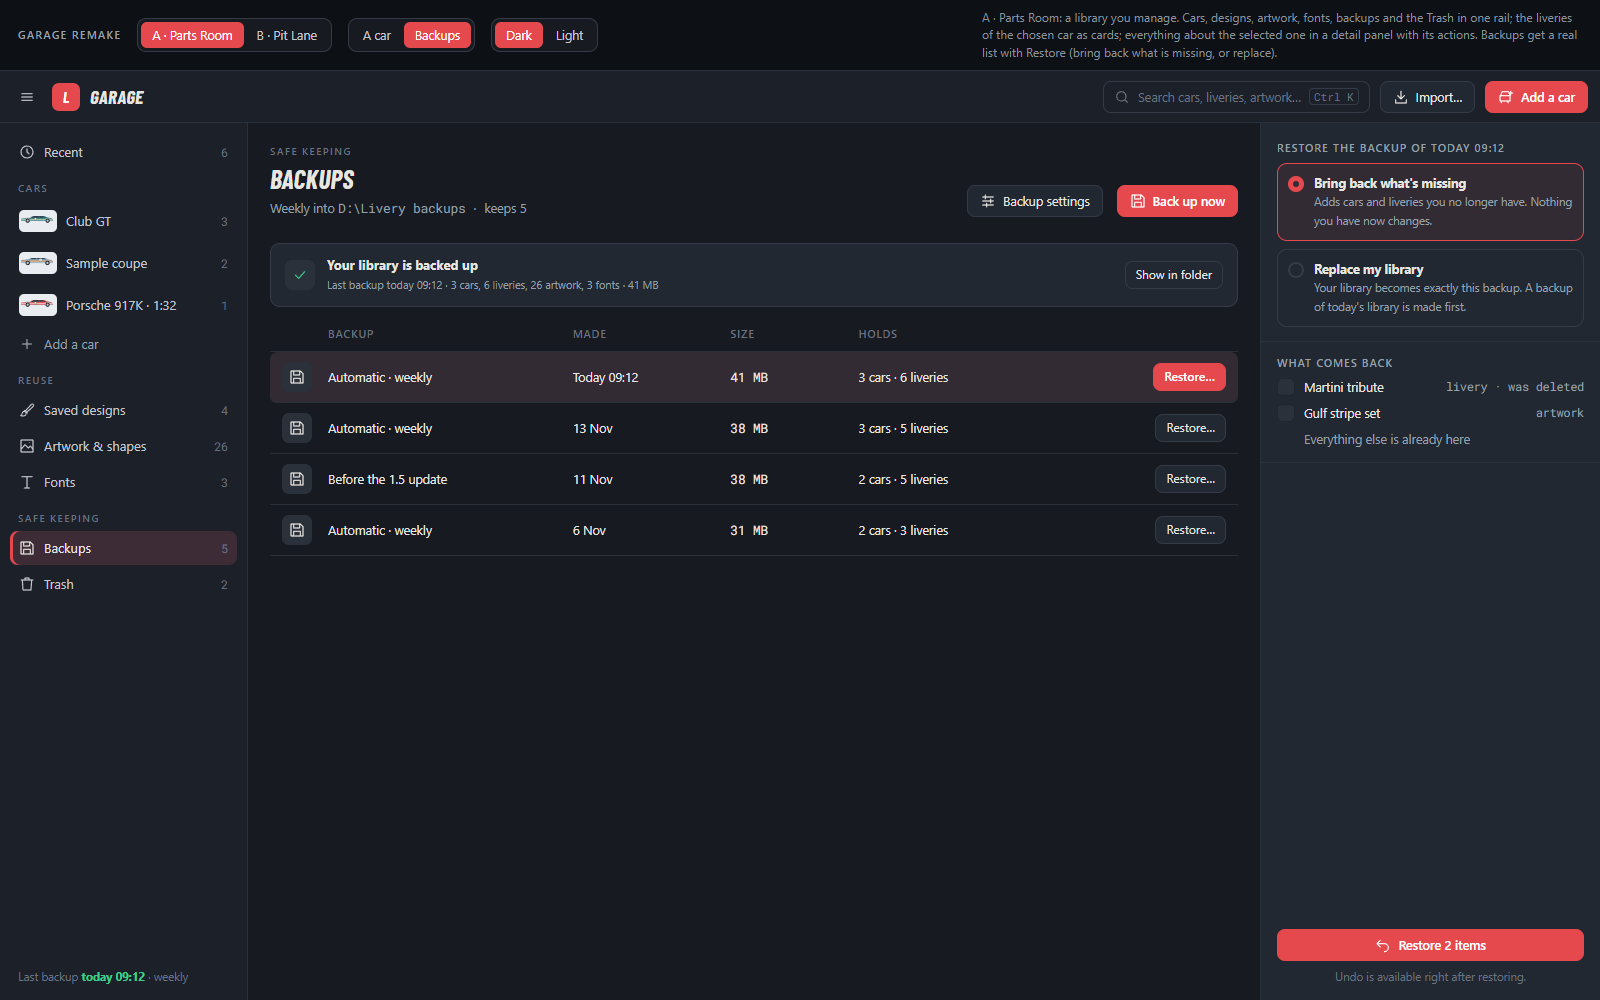 GARAGE REMAKE
A · Parts Room
B · Pit Lane
A car
Backups
Dark
Light
A · Parts Room: a library you manage. Cars, designs, artwork, fonts, backups and the Trash in one rail; the liveries
of the chosen car as cards; everything about the selected one in a detail panel with its actions. Backups get a real
list with Restore (bring back what is missing, or replace).
L
GARAGE
Search cars, liveries, artwork...
Ctrl K
Import...
Add a car
Recent 6
CARS
Club GT 3
Sample coupe 2
Porsche 917K · 1:32 1
Add a car
REUSE
Saved designs 4
Artwork & shapes 26
Fonts 3
SAFE KEEPING
Backups 5
Trash 2
Last backup today 09:12 · weekly
SAFE KEEPING
BACKUPS
Weekly into D:\Livery backups · keeps 5
Backup settings
Back up now
Your library is backed up
Last backup today 09:12 · 3 cars, 6 liveries, 26 artwork, 3 fonts · 41 MB
Show in folder
BACKUP MADE SIZE HOLDS
Automatic · weekly Today 09:12 41 MB 3 cars · 6 liveries Restore...
Automatic · weekly 13 Nov 38 MB 3 cars · 5 liveries Restore...
Before the 1.5 update 11 Nov 38 MB 2 cars · 5 liveries Restore...
Automatic · weekly 6 Nov 31 MB 2 cars · 3 liveries Restore...
RESTORE THE BACKUP OF TODAY 09:12
Bring back what's missing
Adds cars and liveries you no longer have. Nothing
you have now changes.
Replace my library
Your library becomes exactly this backup. A backup
of today's library is made first.
WHAT COMES BACK
Martini tribute livery · was deleted
Gulf stripe set artwork
Everything else is already here
Restore 2 items
Undo is available right after restoring.